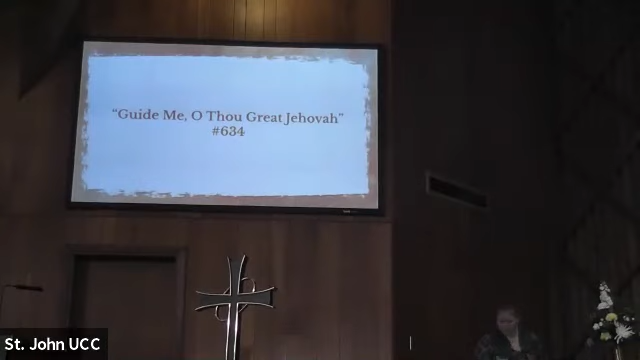 “Guide Me, O Thou Great Jehovah”
#634
St. John UCC